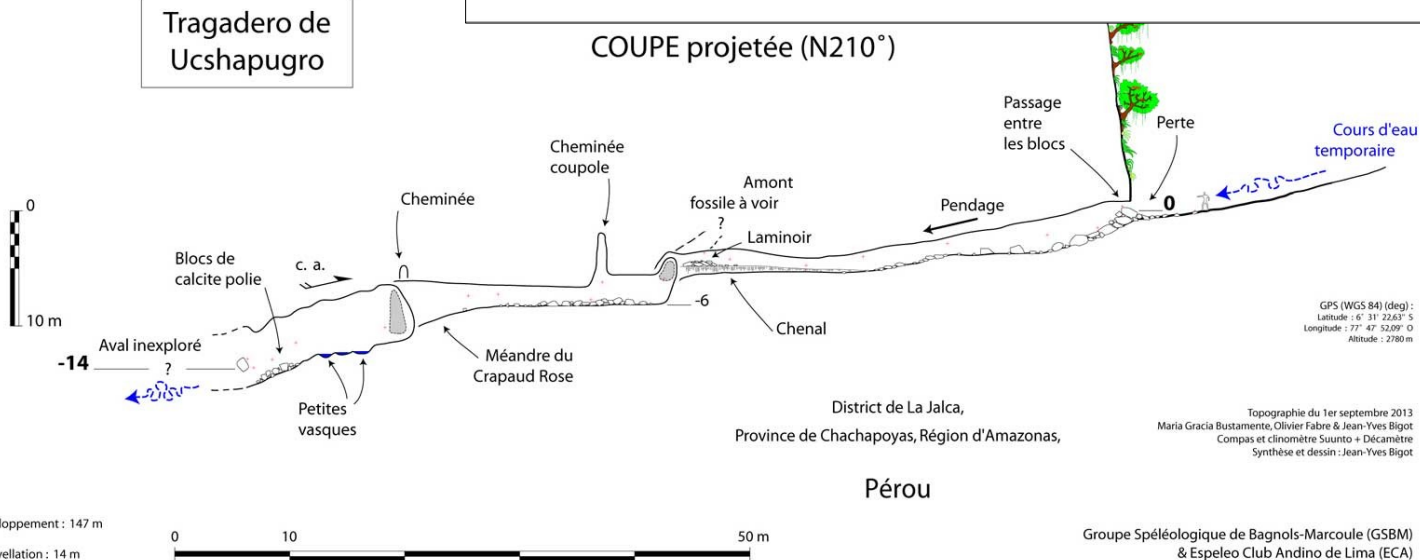 Tragadero de
Ucshapugro
COUPE projetée (N210°)
Passage
entre
les blocs
Perte
Cours d'eau
temporaire
Cheminée
coupole
Amont
fossile à voir
?
Cheminée
Pendage
0
0
Laminoir
Blocs de
calcite polie
c. a.
-6
10 m
Chenal
GPS (WGS 84) (deg) :
Latitude : 6° 31' 22,63" S
Longitude : 77° 47' 52,09" O
Altitude : 2780 m
Aval inexploré
?
-14
Méandre du
Crapaud Rose
Petites
vasques
District de La Jalca,
Province de Chachapoyas, Région d'Amazonas,
Topographie du 1er septembre 2013
Maria Gracia Bustamente, Olivier Fabre & Jean-Yves Bigot
Compas et clinomètre Suunto + Décamètre
Synthèse et dessin : Jean-Yves Bigot
Pérou
loppement : 147 m
vellation : 14 m
0
10
50 m
Groupe Spéléologique de Bagnols-Marcoule (GSBM)
& Espeleo Club Andino de Lima (ECA)